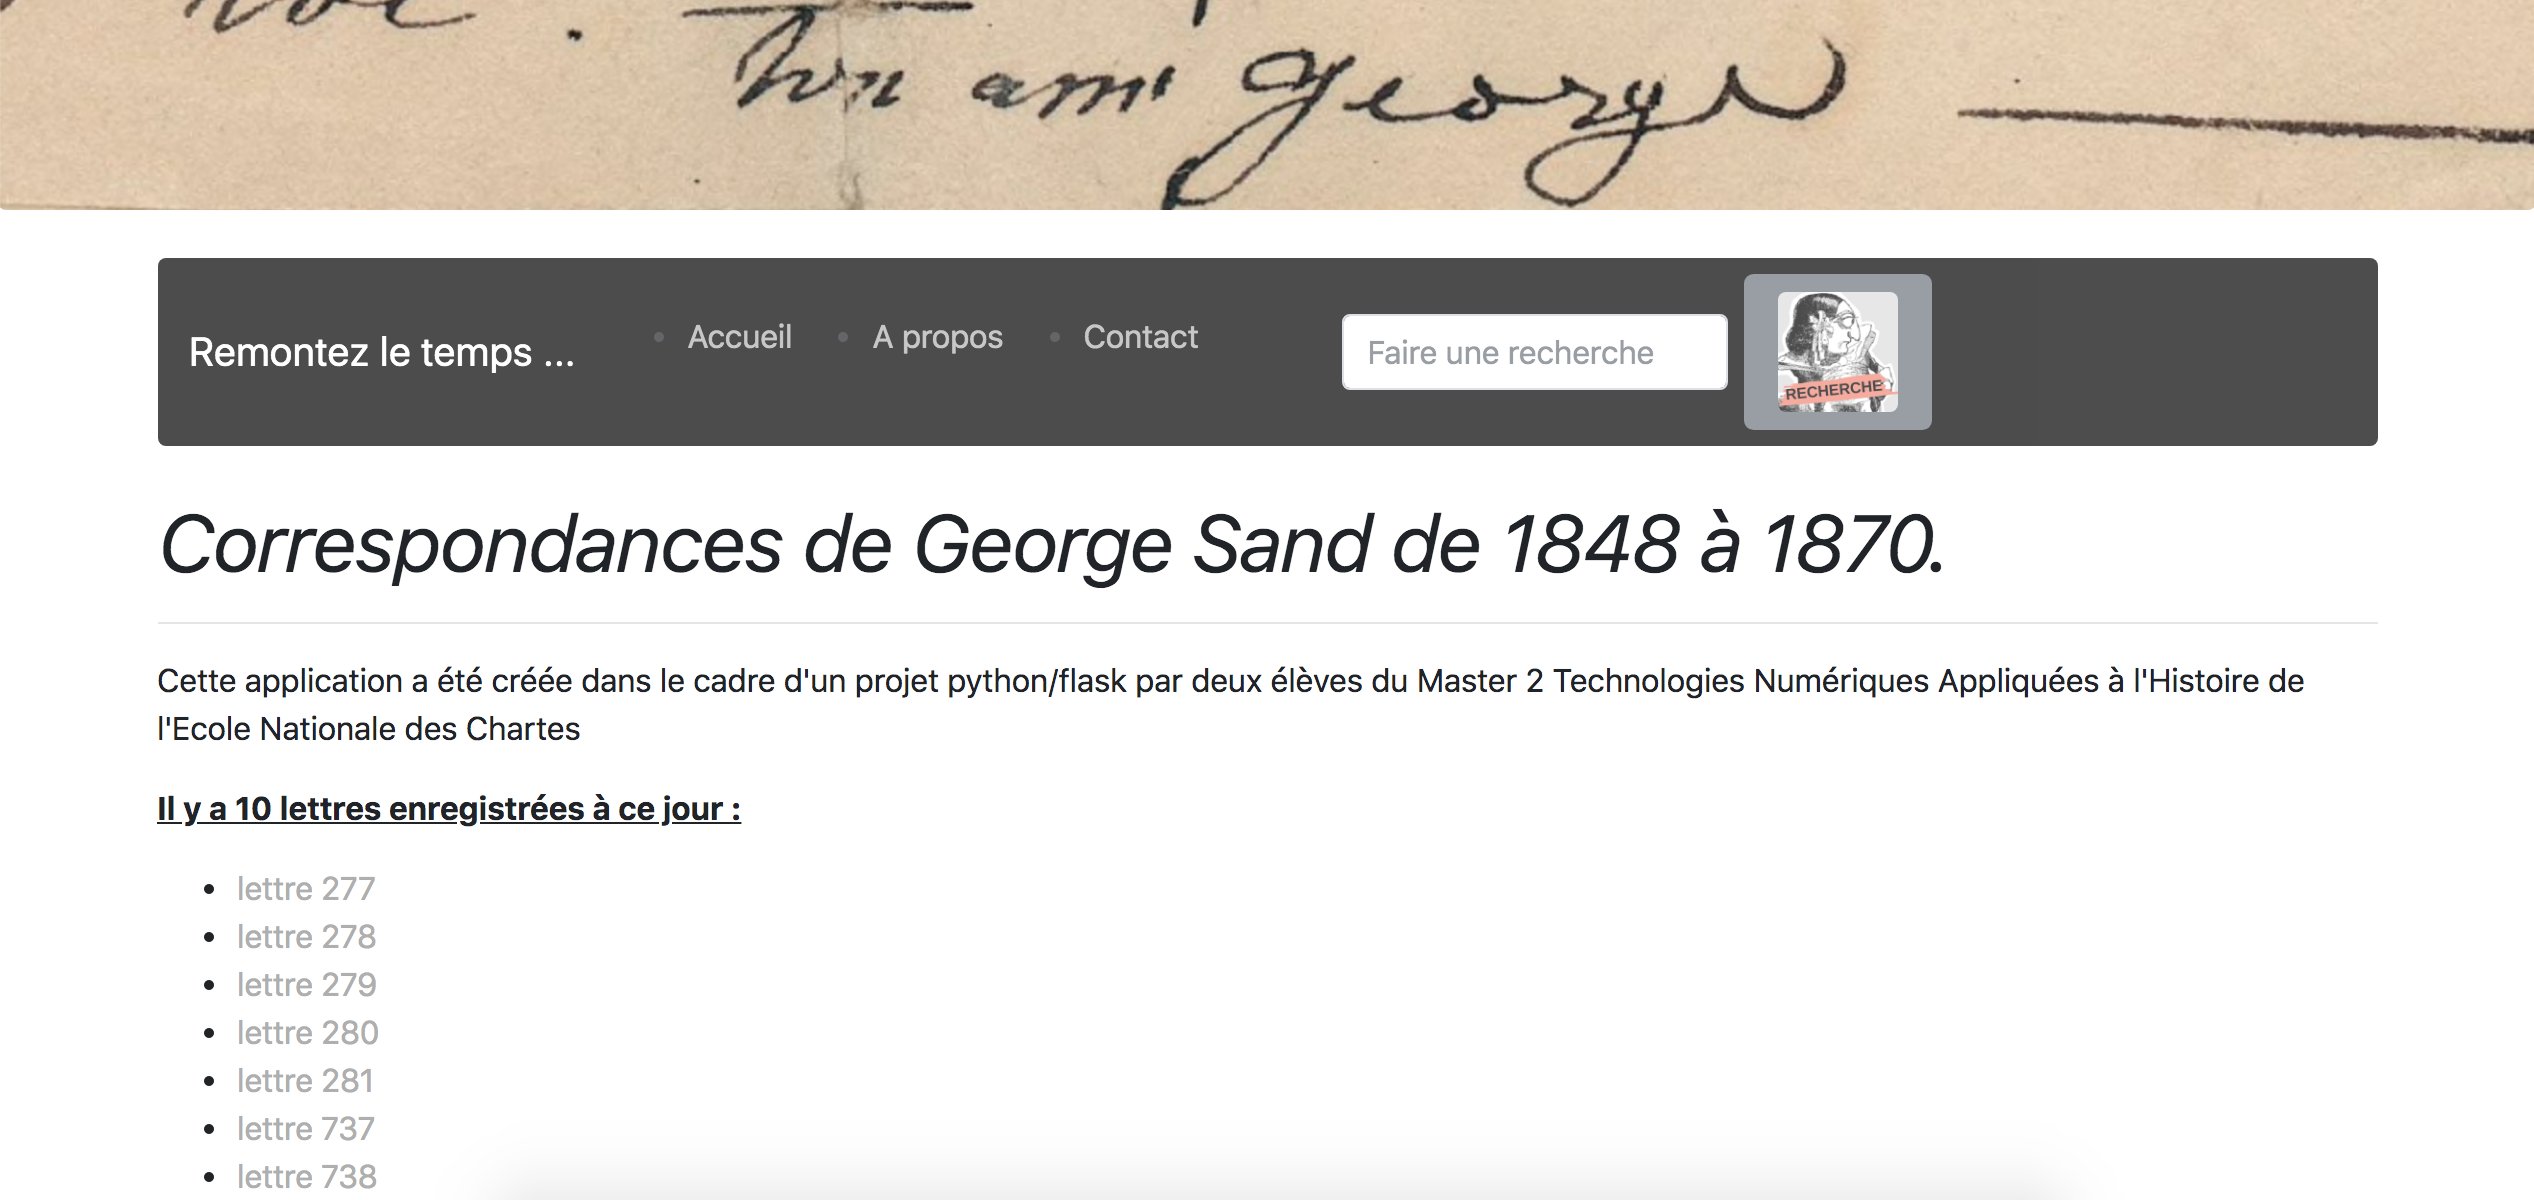 ton ami George
Remontez le temps ...
Accueil
A propos
Contact
Faire une recherche
RECHERCHE
Correspondances de George Sand de 1848 à 1870.
Cette application a été créée dans le cadre d'un projet python/flask par deux élèves du Master 2 Technologies Numériques Appliquées à l'Histoire de
l'Ecole Nationale des Chartes
Il y a 10 lettres enregistrées à ce jour :
lettre 277
lettre 278
lettre 279
lettre 280
lettre 281
lettre 737
lettre 738